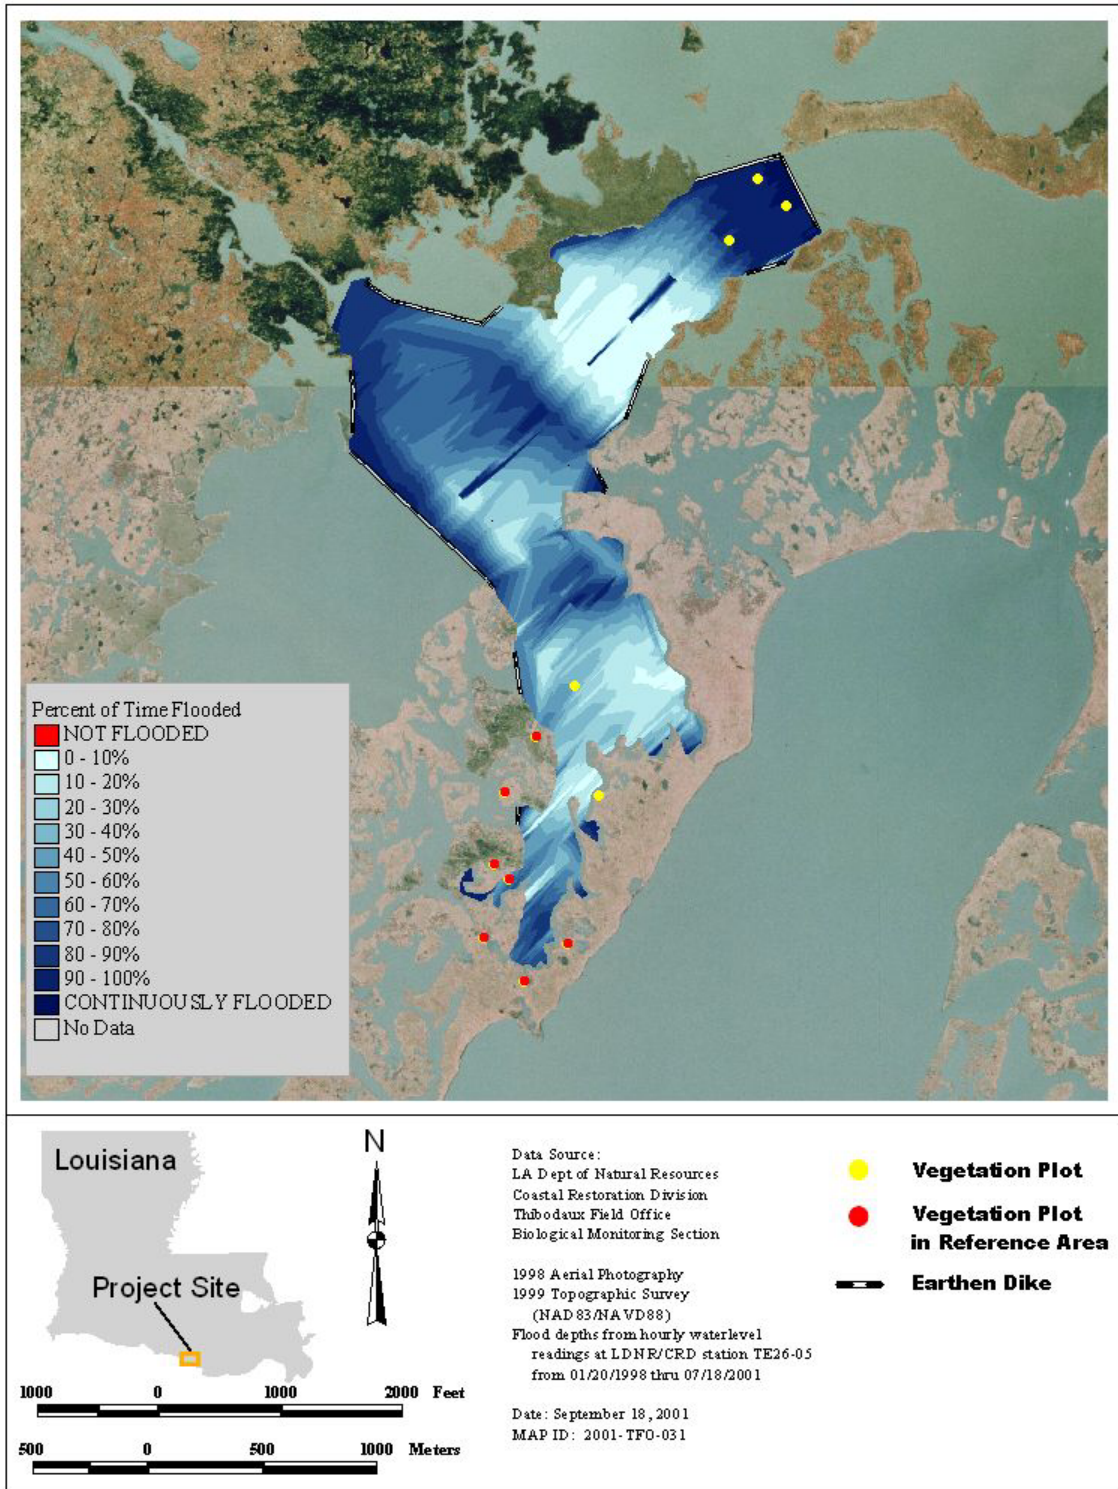 Percent of Time Flooded
NOT FLOODED
0 - 10%
10 - 20%
20 - 30%
30 - 40%
40 - 50%
50 - 60%
60 - 70%
70 - 80%
80 - 90%
90 - 100%
CONTINUOUSLY FLOODED
No Data
Louisiana
Project Site
N
1000 0 1000 2000 Feet
500 0 500 1000 Meters
Data Source:
LA Dept of Natural Resources
Coastal Restoration Division
Thibodaux Field Office
Biological Monitoring Section
1998 Aerial Photography
1999 Topographic Survey
(NAD83/NAVD88)
Flood depths from hourly waterlevel
readings at LDNR/CRD station TE26-05
from 01/20/1998 thru 07/18/2001
Date: September 18, 2001
MAP ID: 2001-TFO-031
Vegetation Plot
Vegetation Plot
in Reference Area
Earthen Dike